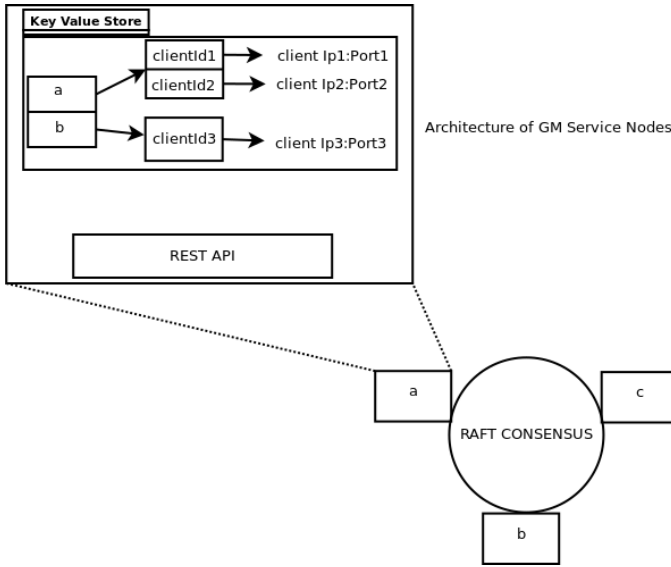 Key Value Store
clientId1
client Ip1:Port1
a
clientId2
client Ip2:Port2
b
clientId3
client Ip3:Port3
Architecture of GM Service Nodes
REST API
a
c
RAFT CONSENSUS
b